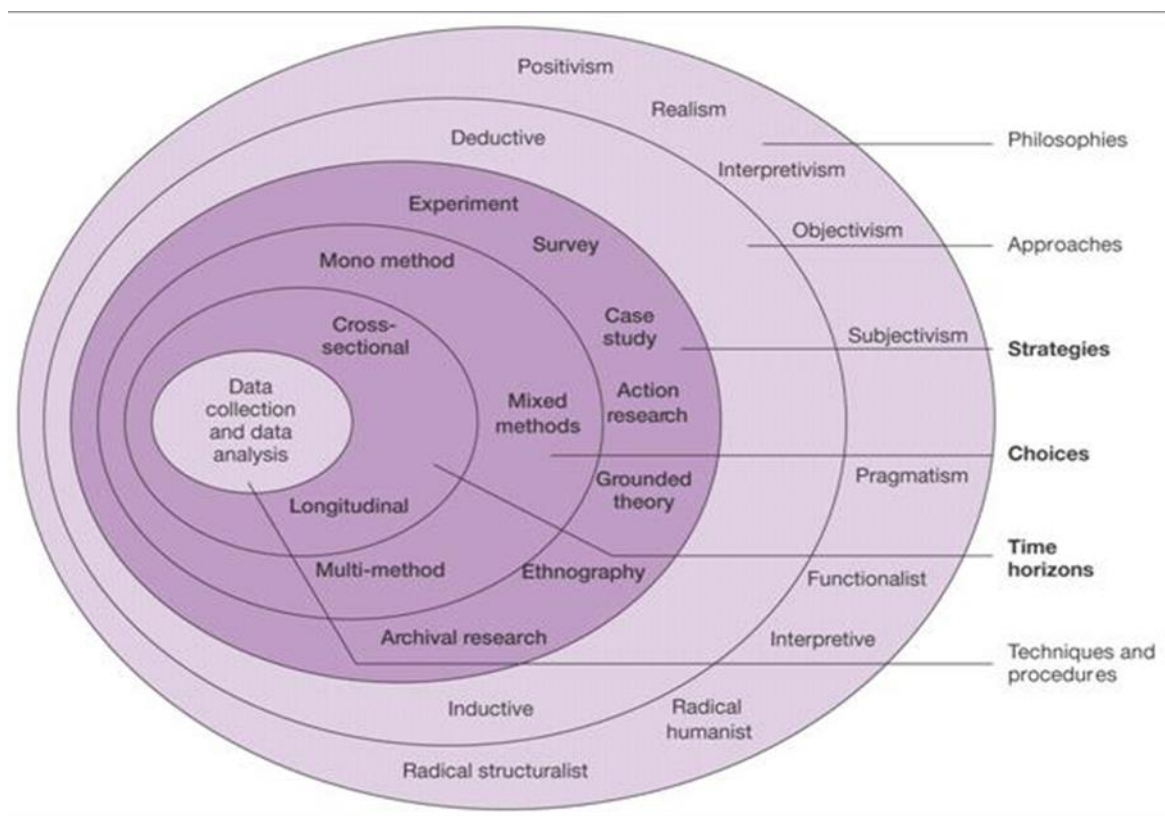 Positivism
Realism
Deductive
Philosophies
Interpretivism
Experiment
Objectivism
Survey
Approaches
Mono method
Case
study
Cross-
sectional
Subjectivism
Strategies
Data
collection
and data
analysis
Mixed
methods
Action
research
Choices
Grounded
theory
Pragmatism
Longitudinal
Time
horizons
Multi-method
Ethnography
Functionalist
Archival research
Interpretive
Techniques and
procedures
Inductive
Radical
humanist
Radical structuralist